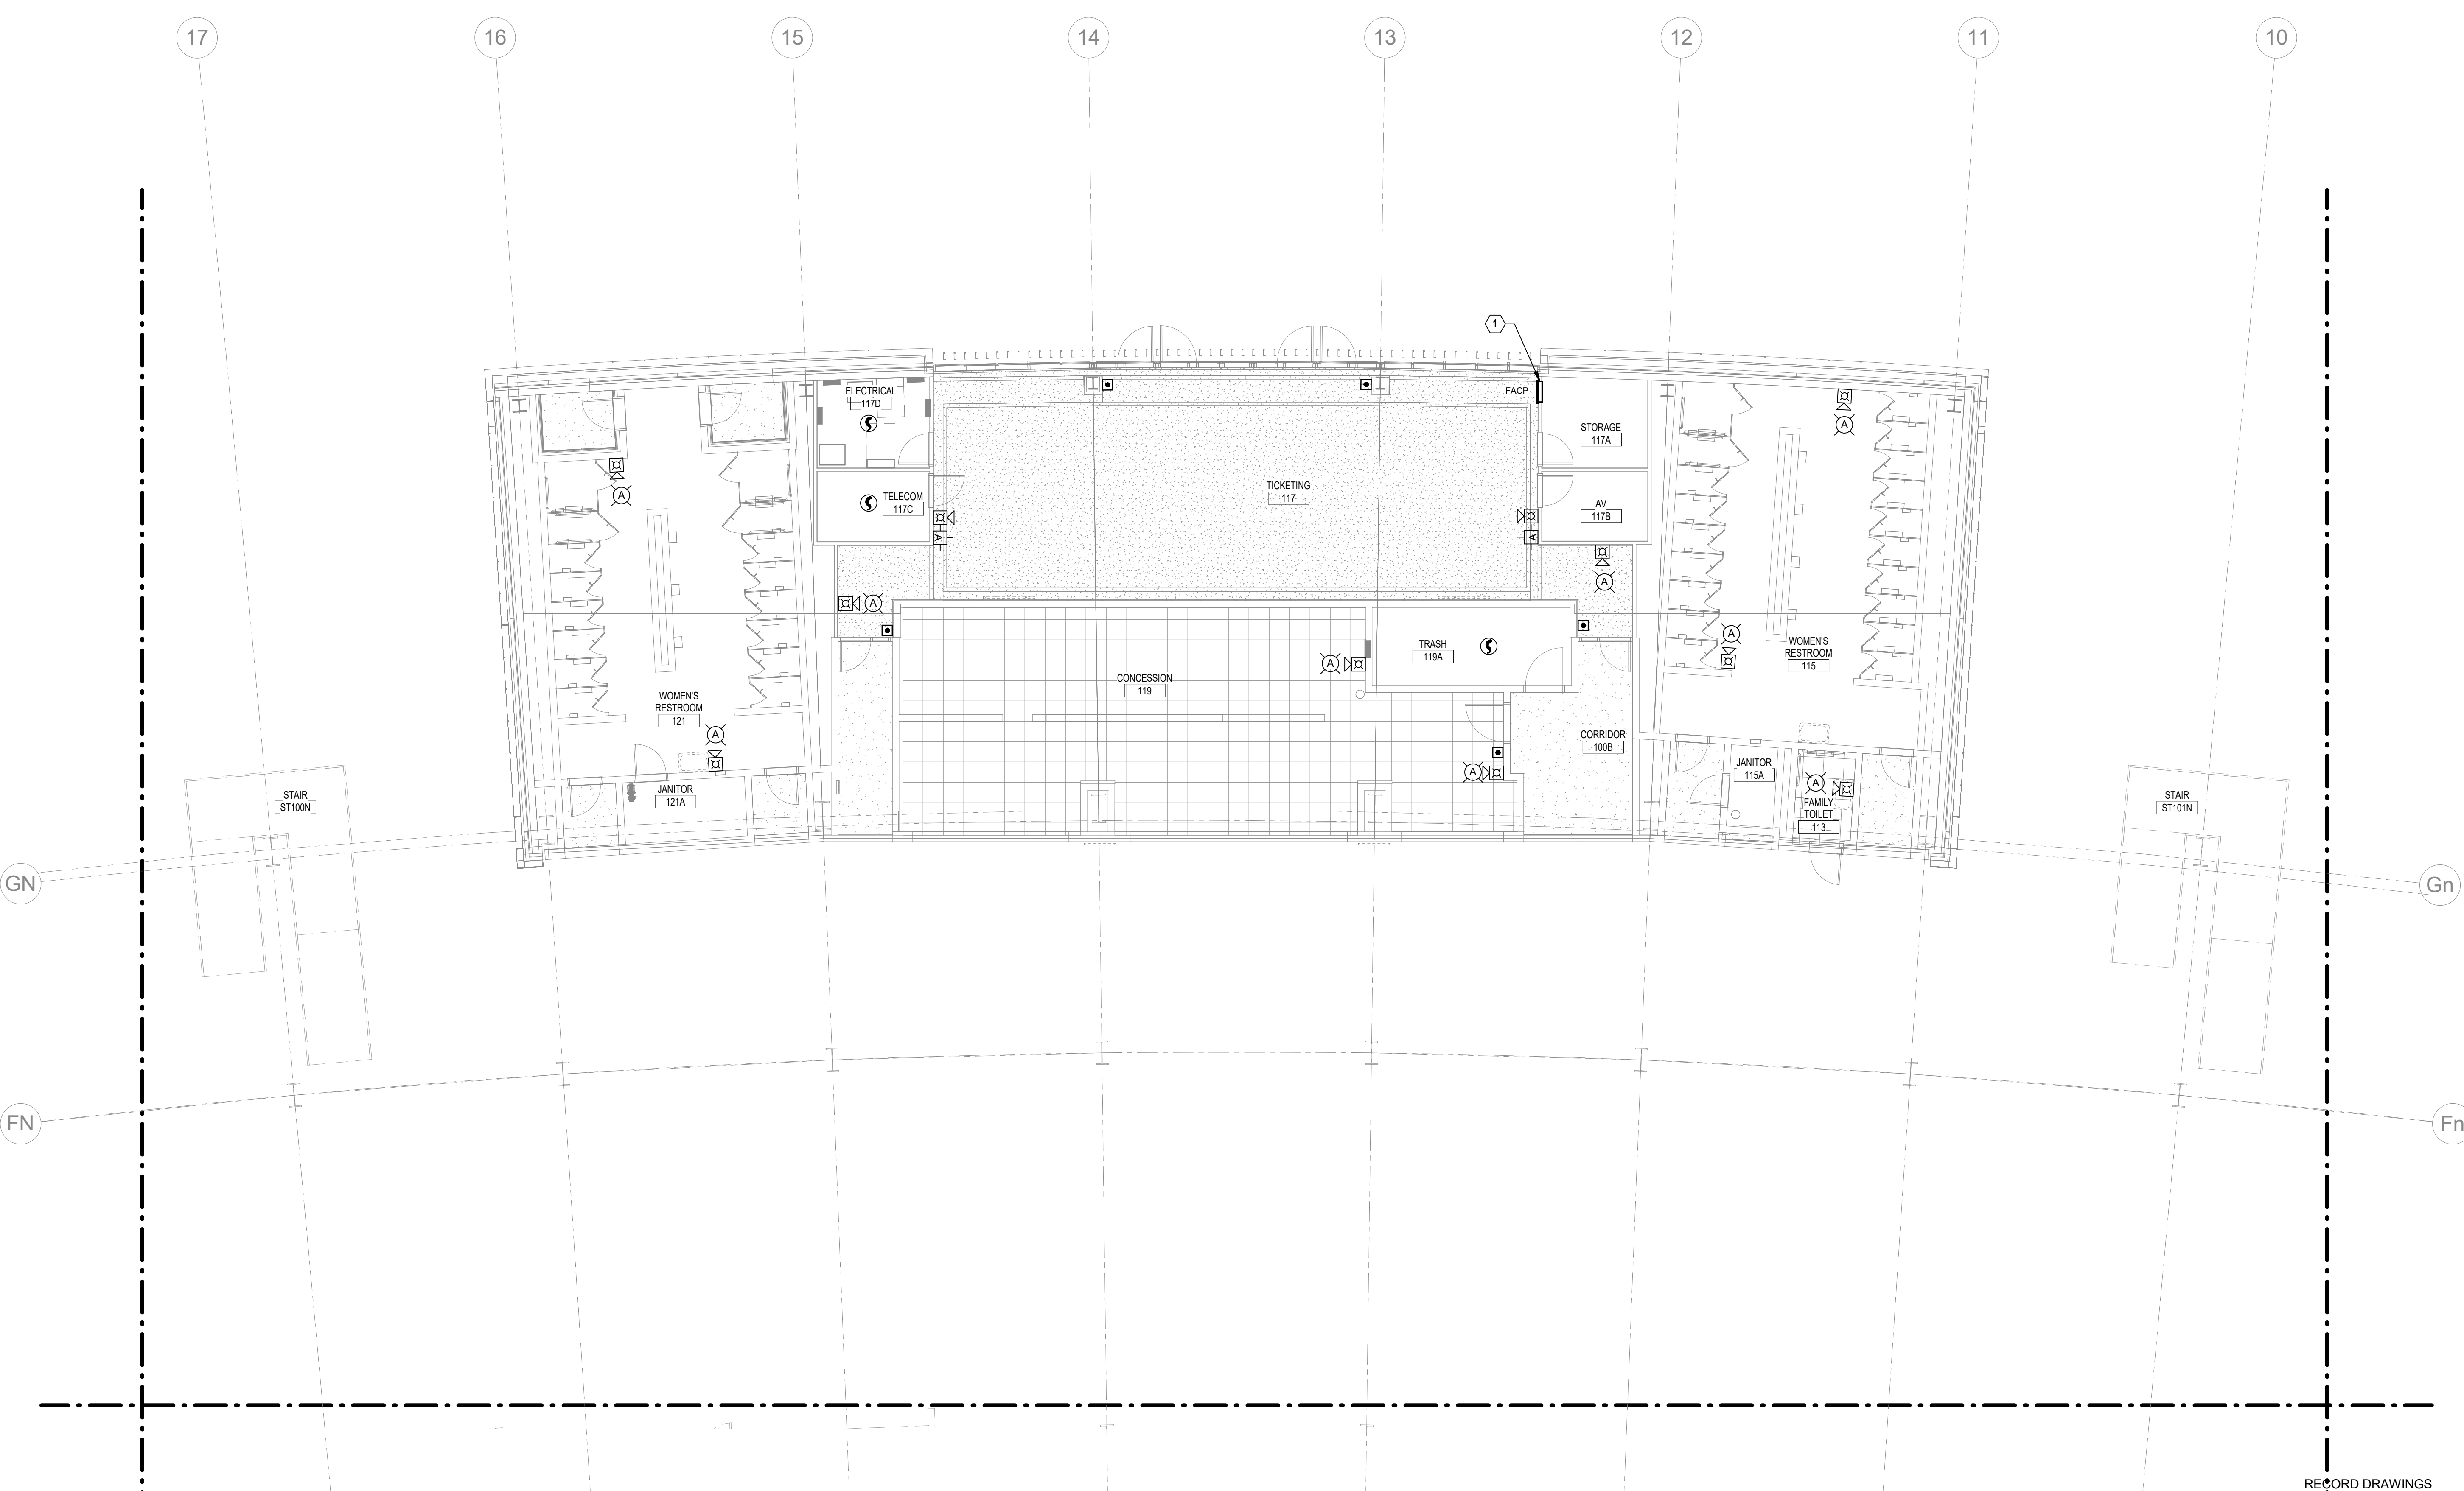 17
16
15
14
13
12
11
10
1
FACP
ELECTRICAL
117D
STORAGE
117A
A
A
TELECOM
117C
TICKETING
117
AV
117B
A
A
A
A
A
TRASH
119A
A
WOMEN'S
RESTROOM
115
CONCESSION
119
WOMEN'S
RESTROOM
121
A
CORRIDOR
100B
A
JANITOR
115A
A
FAMILY
TOILET
113
JANITOR
121A
STAIR
ST100N
STAIR
ST101N
GN
Gn
FN
Fn
RECORD DRAWINGS